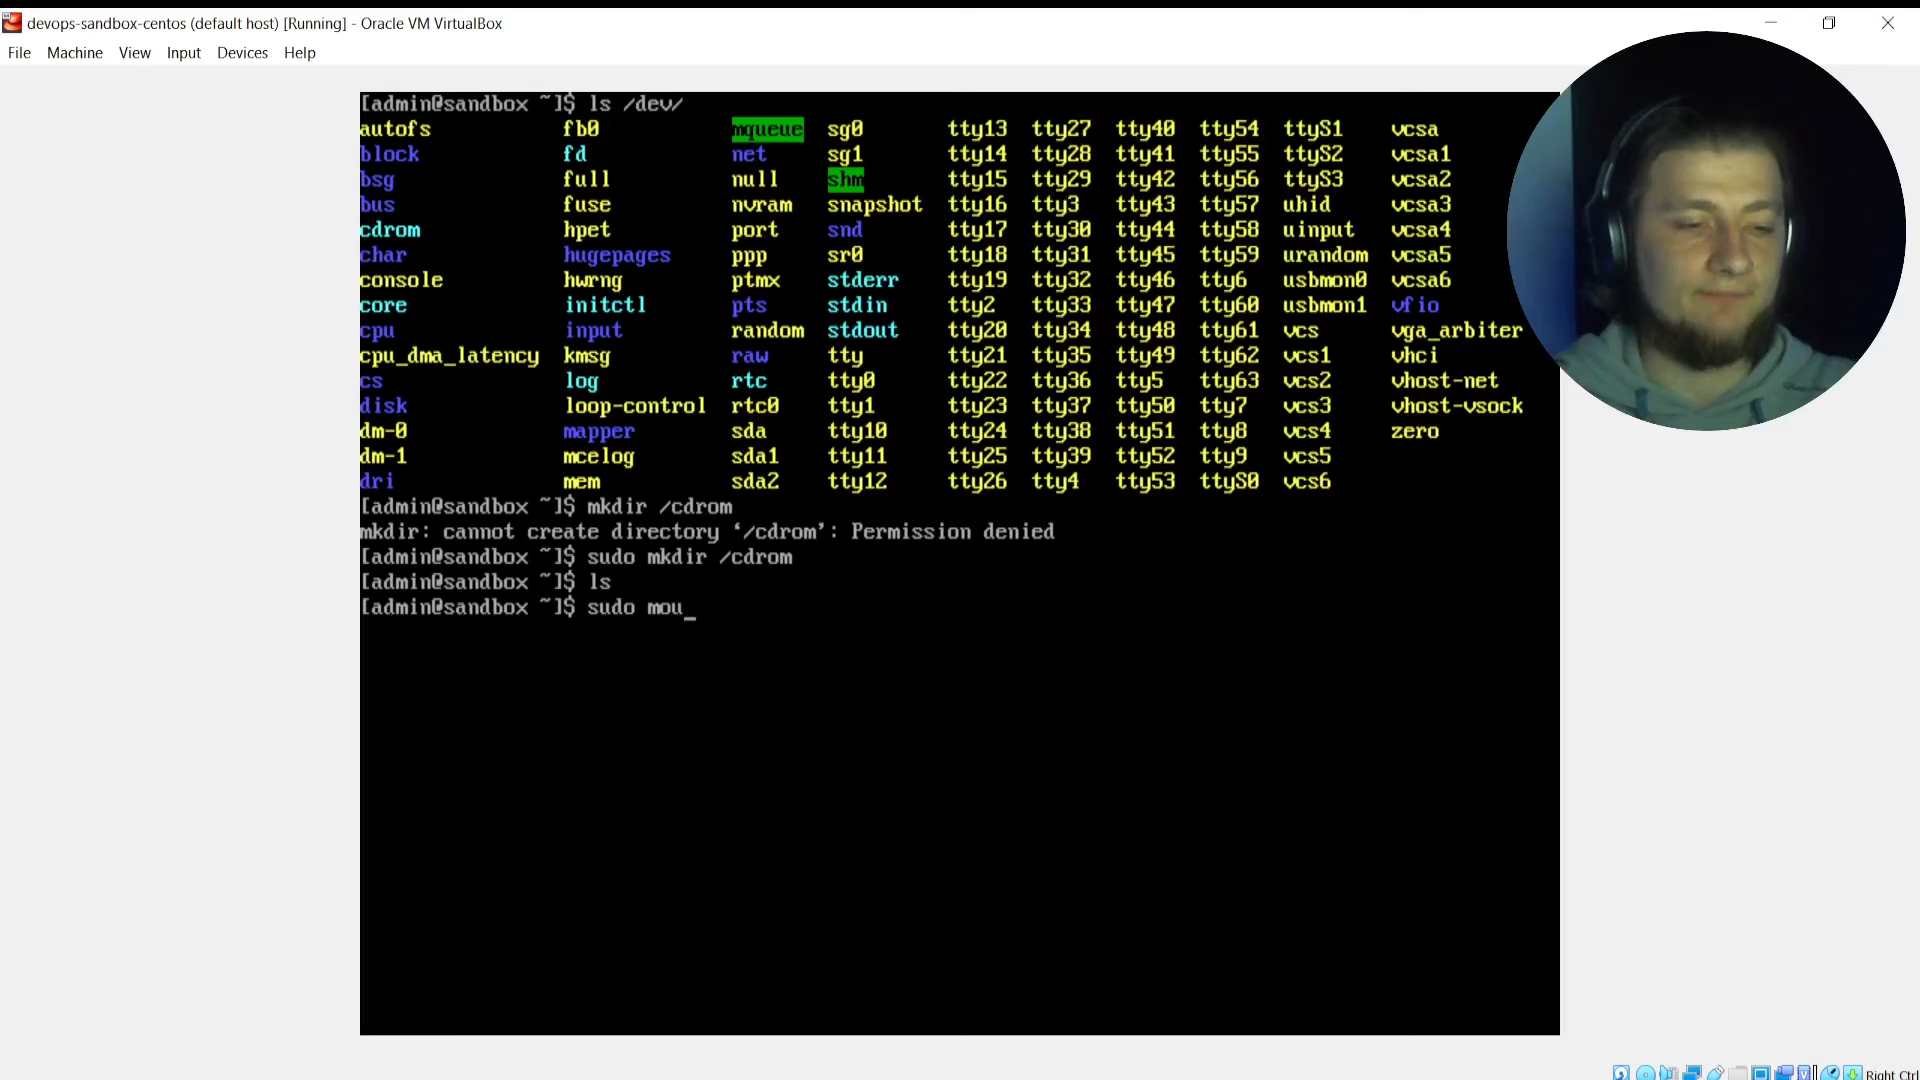 devops-sandbox-centos (default host) [Running] - Oracle VM VirtualBox
File Machine View Input Devices Help
[admin@sandbox ~]$ ls /dev/
autofs fb0 mqueue sg0 tty13 tty27 tty40 tty54 ttyS1 vcsa
block fd net sg1 tty14 tty28 tty41 tty55 ttyS2 vcsa1
bsg full null shm tty15 tty29 tty42 tty56 ttyS3 vcsa2
bus fuse nvram snapshot tty16 tty3 tty43 tty57 uhid vcsa3
cdrom hpet port snd tty17 tty30 tty44 tty58 uinput vcsa4
char hugepages ppp sr0 tty18 tty31 tty45 tty59 urandom vcsa5
console hwrng ptmx stderr tty19 tty32 tty46 tty6 usbmon0 vcsa6
core initctl pts stdin tty2 tty33 tty47 tty60 usbmon1 vfio
cpu input random stdout tty20 tty34 tty48 tty61 vcs vga_arbiter
cpu_dma_latency kmsg raw tty tty21 tty35 tty49 tty62 vcs1 vhci
cs log rtc tty0 tty22 tty36 tty5 tty63 vcs2 vhost-net
disk loop-control rtc0 tty1 tty23 tty37 tty50 tty7 vcs3 vhost-vsock
dm-0 mapper sda tty10 tty24 tty38 tty51 tty8 vcs4 zero
dm-1 mcelog sda1 tty11 tty25 tty39 tty52 tty9 vcs5
dri mem sda2 tty12 tty26 tty4 tty53 ttyS0 vcs6
[admin@sandbox ~]$ mkdir /cdrom
mkdir: cannot create directory ‘/cdrom’: Permission denied
[admin@sandbox ~]$ sudo mkdir /cdrom
[admin@sandbox ~]$ ls
[admin@sandbox ~]$ sudo mou_
Right Ctrl